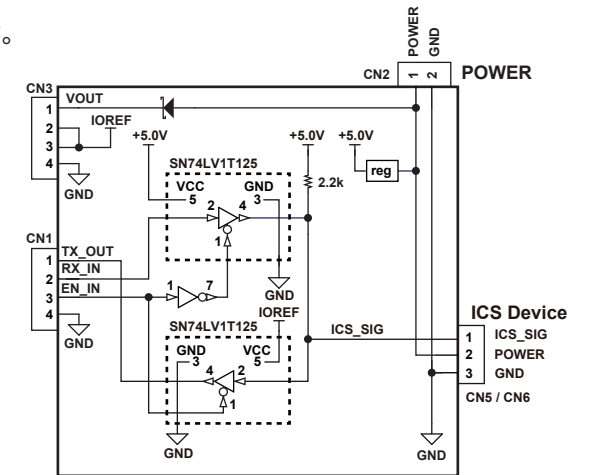 。
POWER
GND
CN2
1
2
POWER
CN3
1
2
3
4
VOUT
IOREF
GND
+5.0V
+5.0V
+5.0V
reg
2.2k
SN74LV1T125
VCC
5
GND
3
2
4
1
GND
CN1
1
2
3
4
TX_OUT
RX_IN
EN_IN
GND
1
7
IOREF
SN74LV1T125
GND
3
VCC
5
4
2
1
GND
ICS_SIG
ICS Device
1
ICS_SIG
2
POWER
3
GND
CN5 / CN6
GND